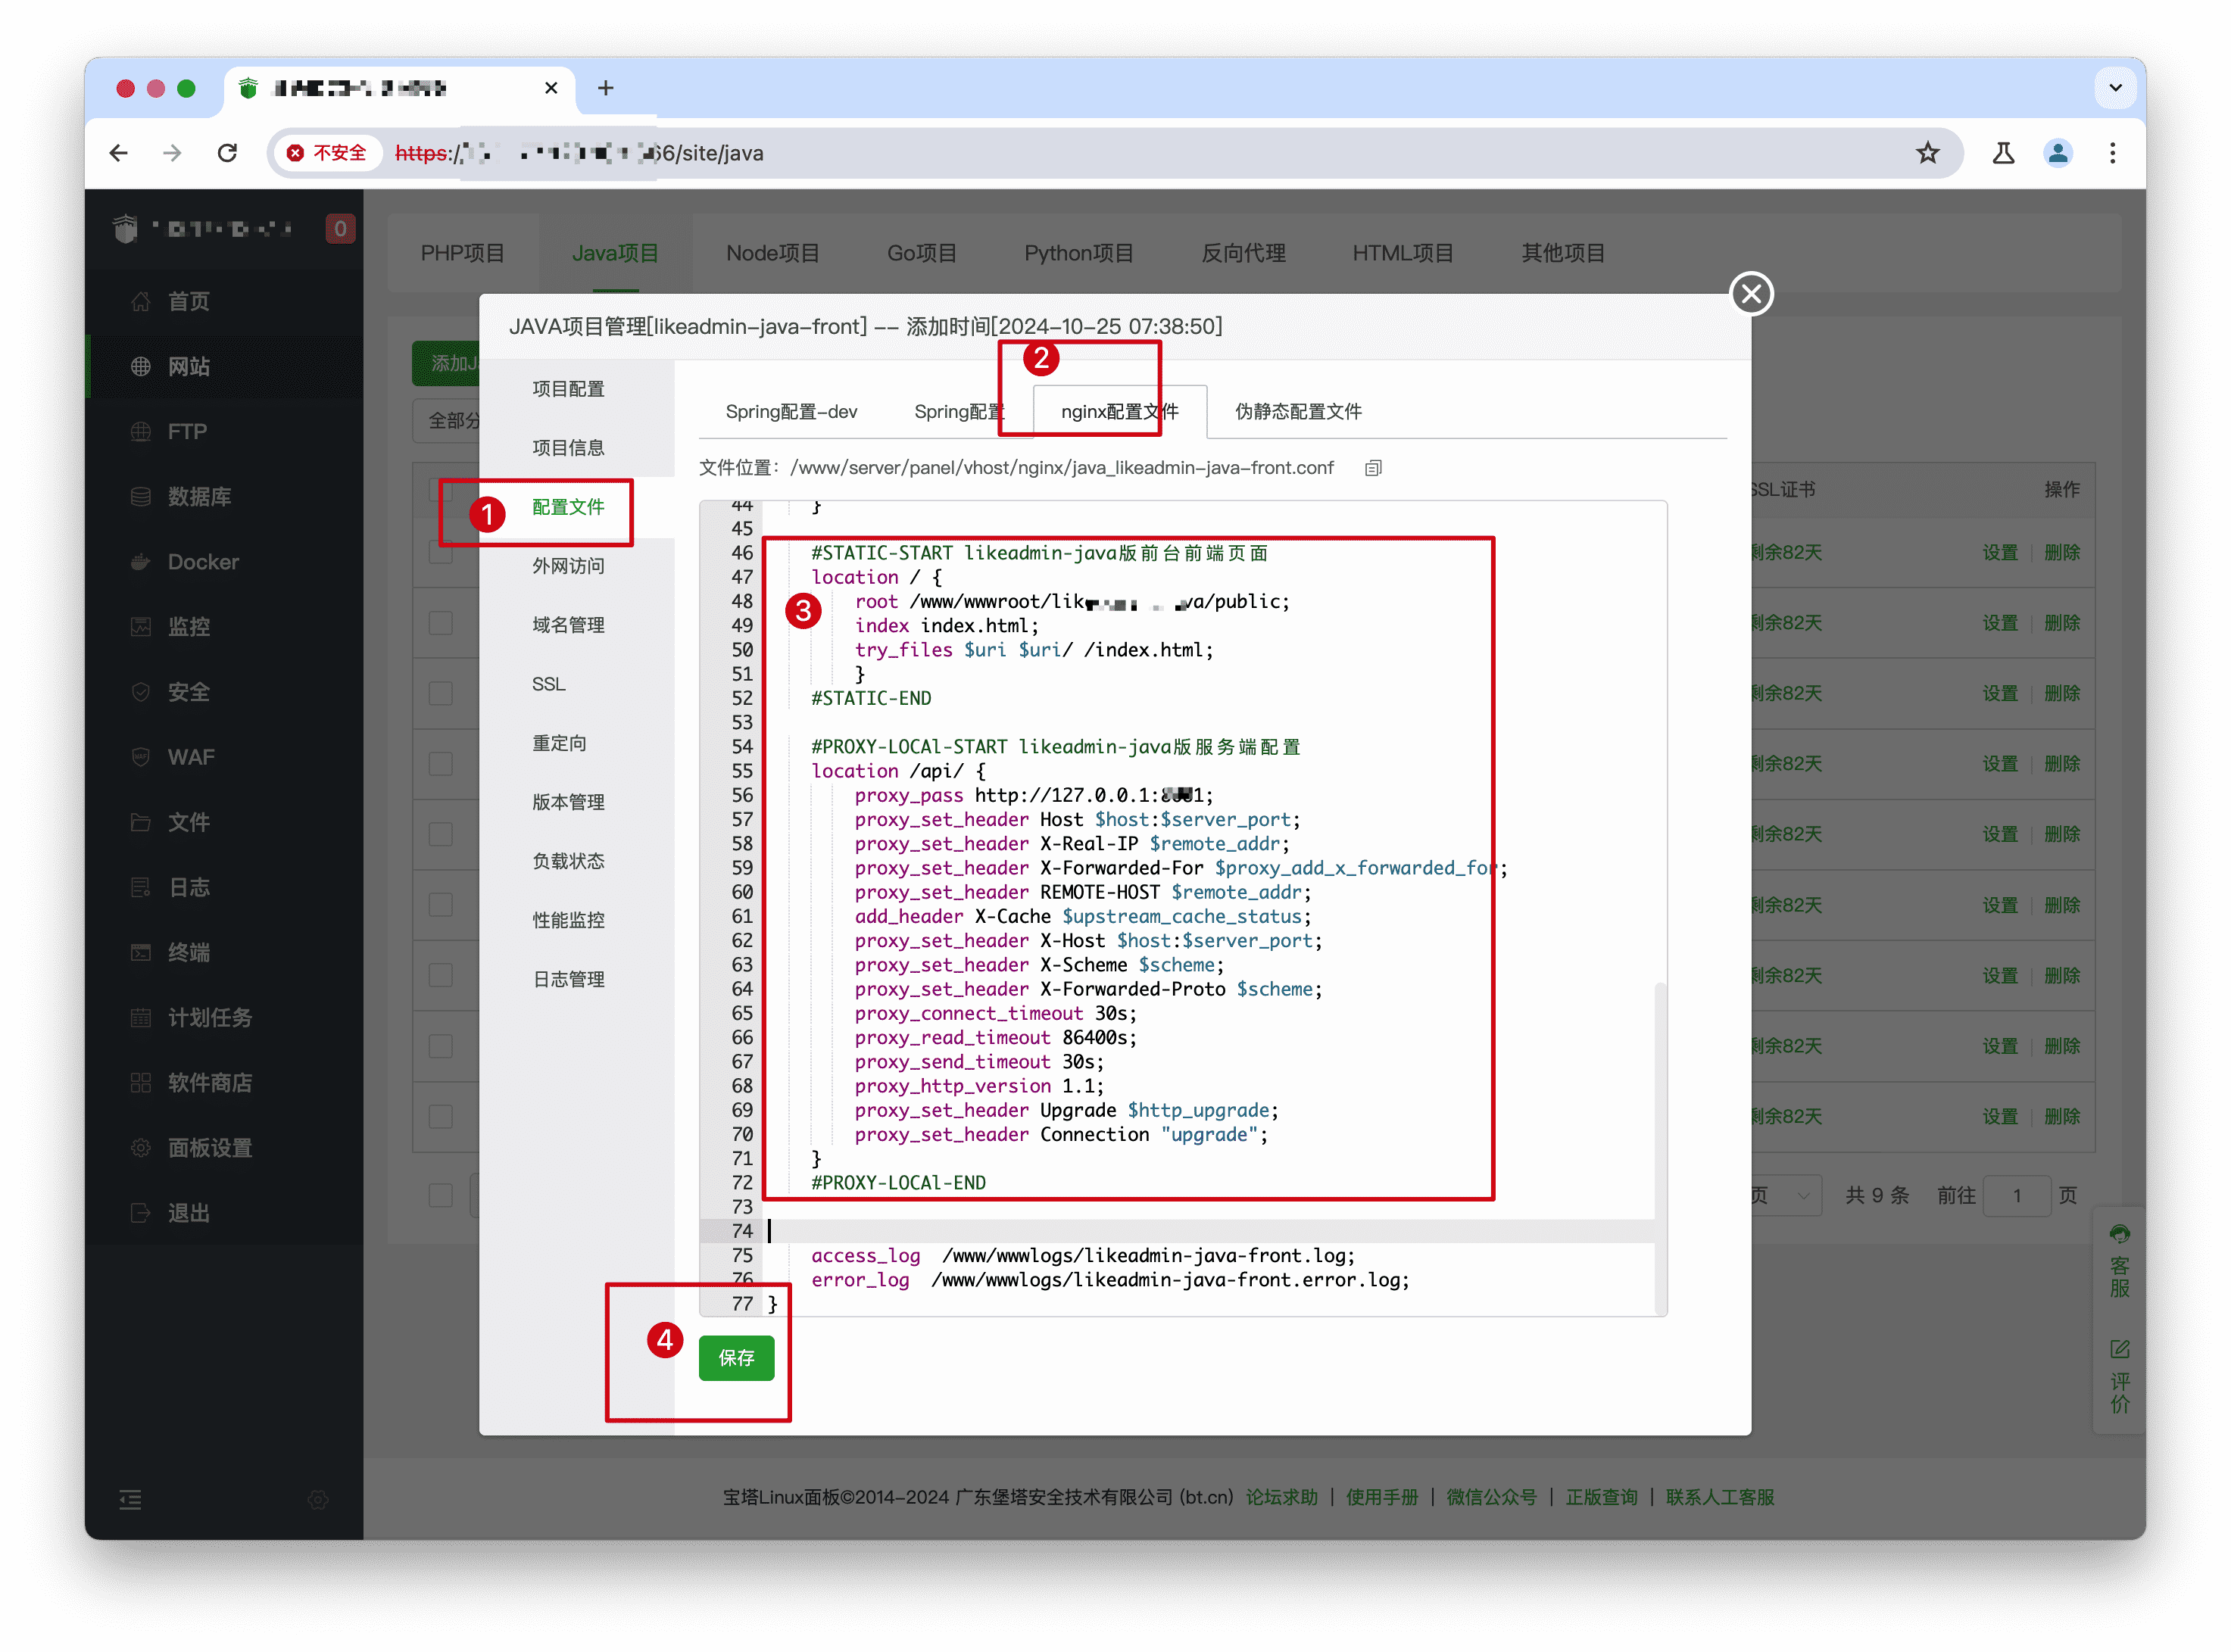 不安全 https:/ 66/site/java
0
首页
网站
FTP
数据库
Docker
监控
安全
WAF
文件
日志
终端
计划任务
软件商店
面板设置
退出
PHP项目 Java项目 Node项目 Go项目 Python项目 反向代理 HTML项目 其他项目
添加J
全部分
JAVA项目管理[likeadmin-java-front] -- 添加时间[2024-10-25 07:38:50]
项目配置
项目信息
1 配置文件
外网访问
域名管理
SSL
重定向
版本管理
负载状态
性能监控
日志管理
2
Spring配置-dev Spring配置 nginx配置文件 伪静态配置文件
文件位置: /www/server/panel/vhost/nginx/java_likeadmin-java-front.conf
44 }
45
46 #STATIC-START likeadmin-java版前台前端页面
47 location / {
3
48 root /www/wwwroot/lik va/public;
49 index index.html;
50 try_files $uri $uri/ /index.html;
51 }
52 #STATIC-END
53
54 #PROXY-LOCAl-START likeadmin-java版服务端配置
55 location /api/ {
56 proxy_pass http://127.0.0.1: 1;
57 proxy_set_header Host $host:$server_port;
58 proxy_set_header X-Real-IP $remote_addr;
59 proxy_set_header X-Forwarded-For $proxy_add_x_forwarded_for;
60 proxy_set_header REMOTE-HOST $remote_addr;
61 add_header X-Cache $upstream_cache_status;
62 proxy_set_header X-Host $host:$server_port;
63 proxy_set_header X-Scheme $scheme;
64 proxy_set_header X-Forwarded-Proto $scheme;
65 proxy_connect_timeout 30s;
66 proxy_read_timeout 86400s;
67 proxy_send_timeout 30s;
68 proxy_http_version 1.1;
69 proxy_set_header Upgrade $http_upgrade;
70 proxy_set_header Connection "upgrade";
71 }
72 #PROXY-LOCAl-END
73
74
75 access_log /www/wwwlogs/likeadmin-java-front.log;
76 error_log /www/wwwlogs/likeadmin-java-front.error.log;
77 }
4 保存
SSL证书 操作
剩余82天 设置 删除
剩余82天 设置 删除
剩余82天 设置 删除
剩余82天 设置 删除
剩余82天 设置 删除
剩余82天 设置 删除
剩余82天 设置 删除
剩余82天 设置 删除
剩余82天 设置 删除
页 共 9 条 前往 1 页
客服
评价
宝塔Linux面板©2014-2024 广东堡塔安全技术有限公司 (bt.cn) 论坛求助 | 使用手册 | 微信公众号 | 正版查询 | 联系人工客服